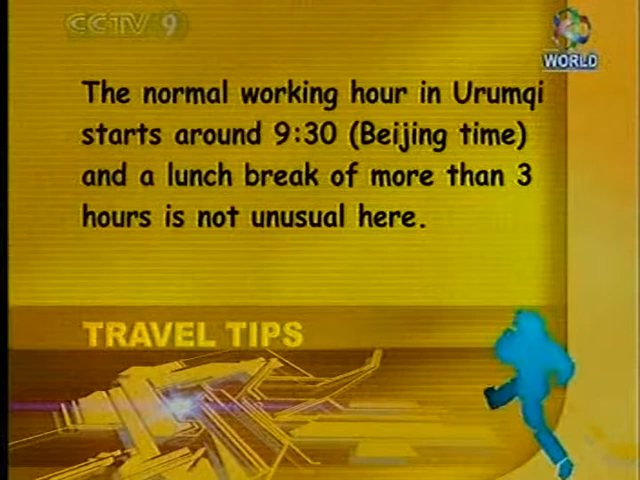 CCTV 9
WORLD
The normal working hour in Urumqi
starts around 9:30 (Beijing time)
and a lunch break of more than 3
hours is not unusual here.
TRAVEL TIPS